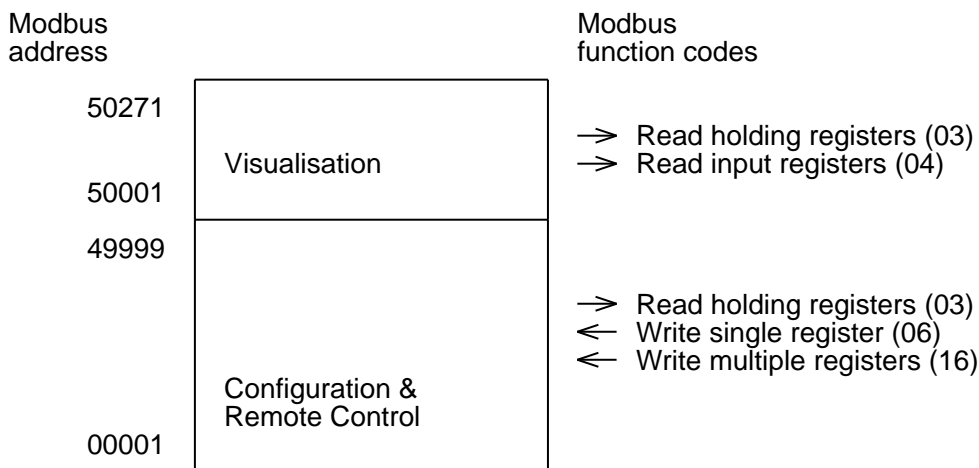 Modbus
address
Modbus
function codes
50271
Read holding registers (03)
Visualisation
Read input registers (04)
50001
49999
Read holding registers (03)
Write single register (06)
Write multiple registers (16)
Configuration &
Remote Control
00001